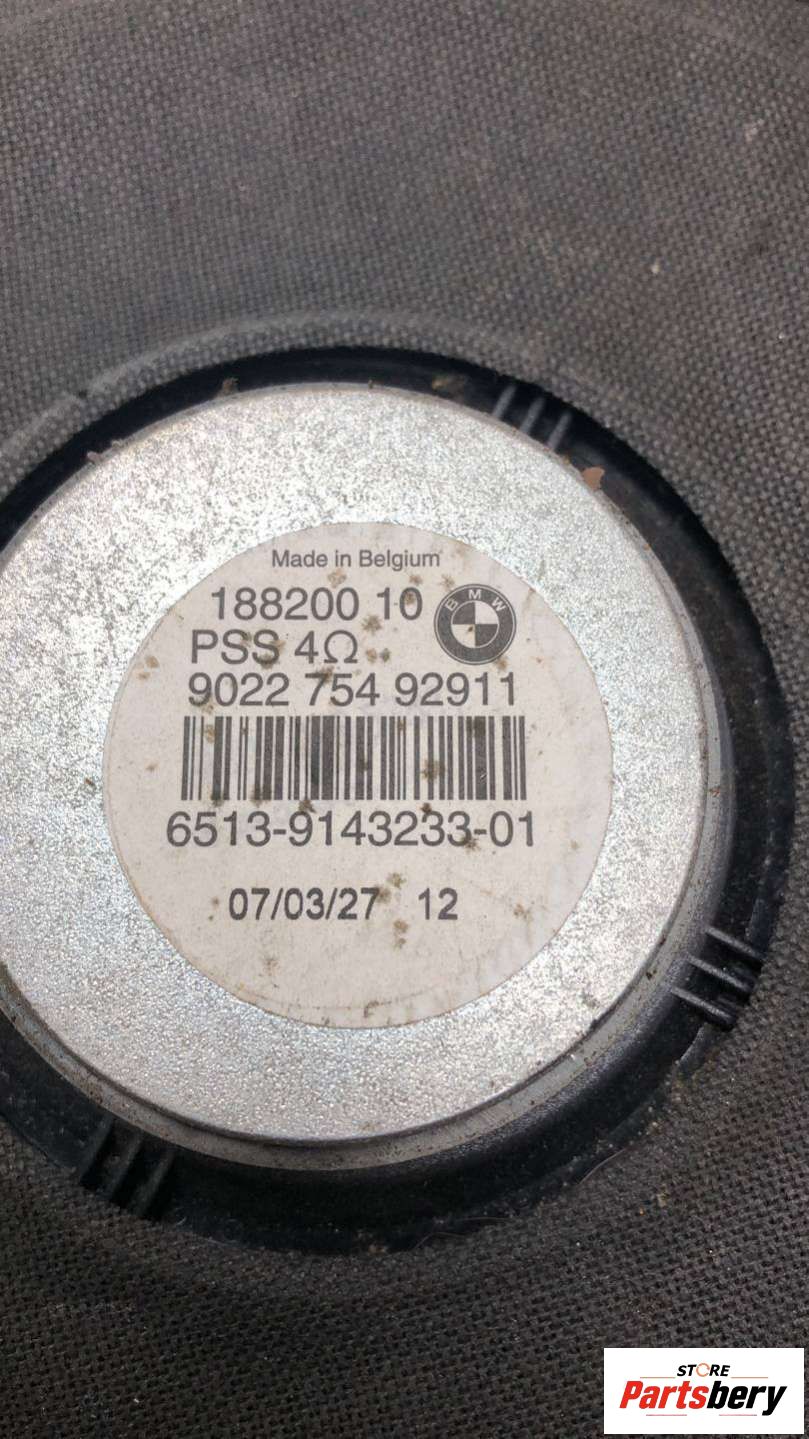 Made in Belgium
188200 10
BMW
PSS 4Ω
9022 754 92911
6513-9143233-01
07/03/27 12
STORE
Partsbery